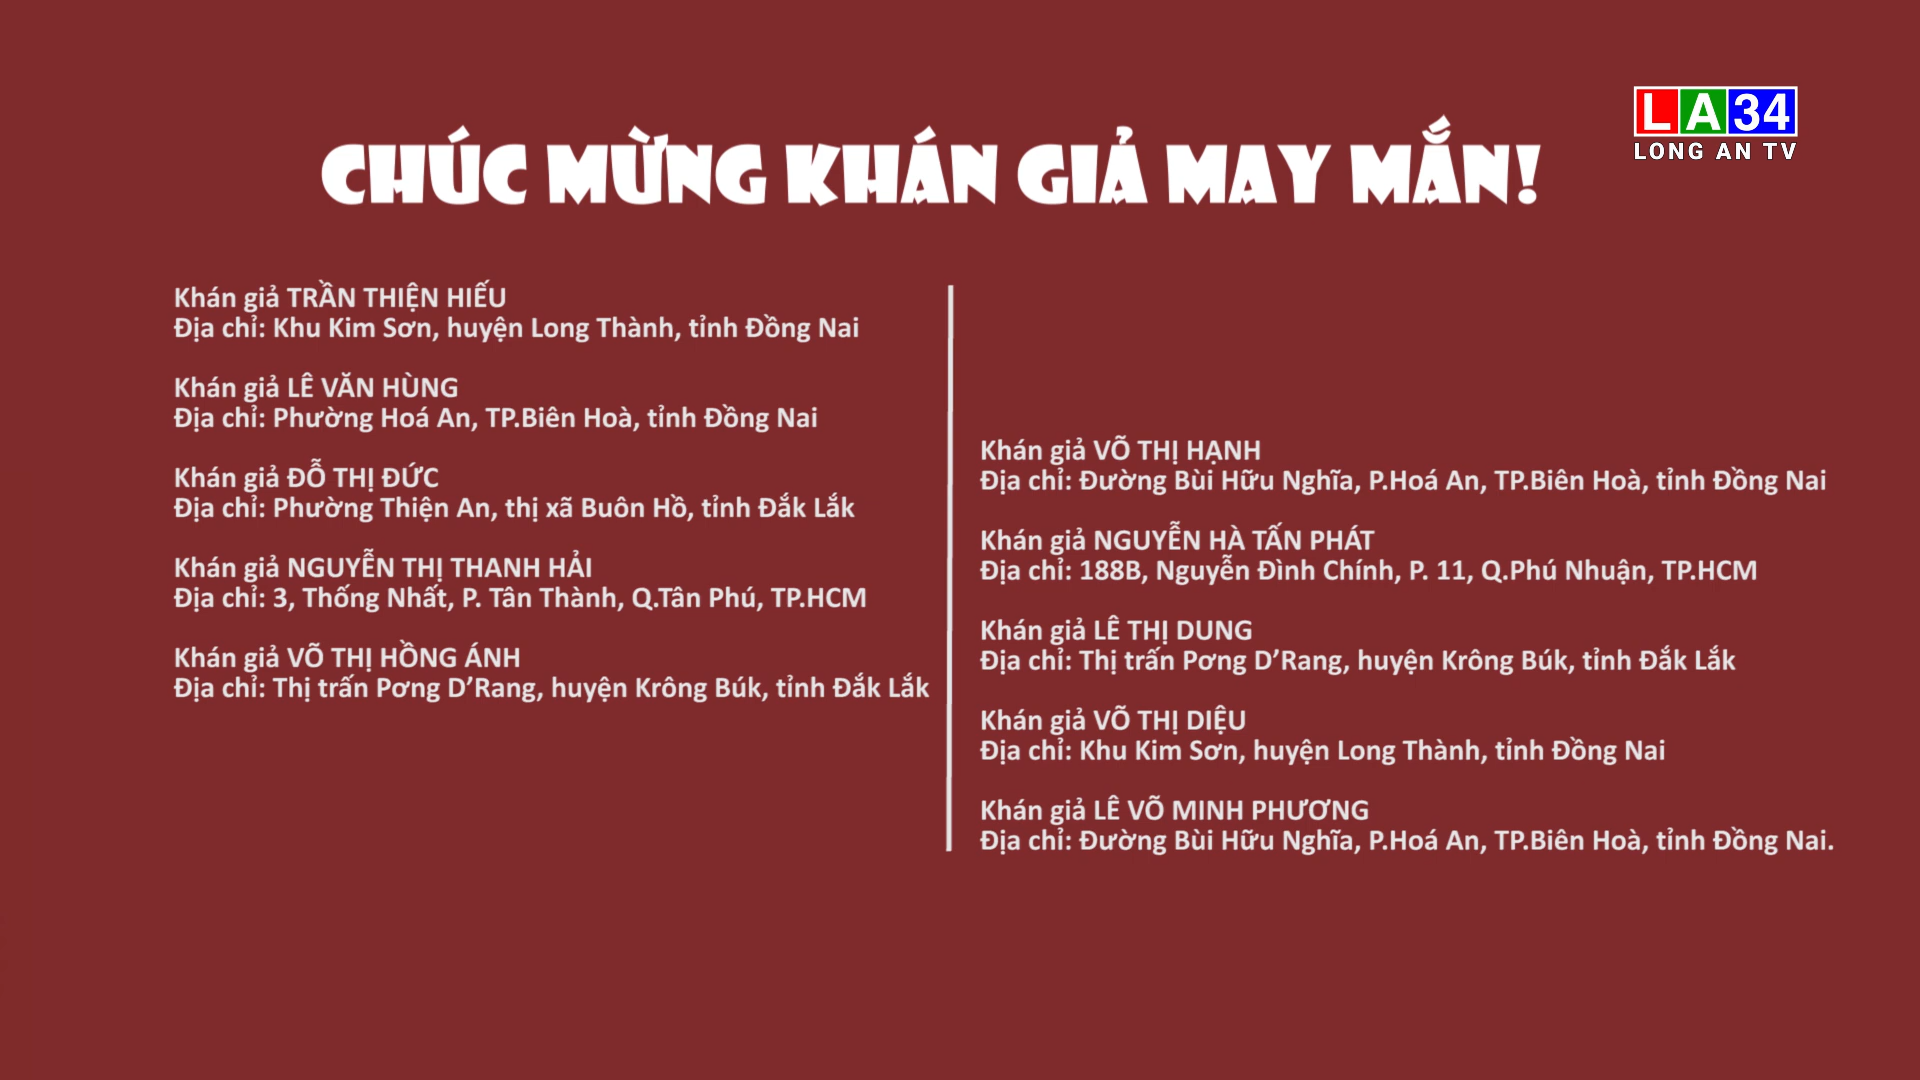 CHÚC MỪNG KHÁN GIẢ MAY MẮN!
LA34
LONG AN TV
Khán giả TRẦN THIỆN HIẾU
Địa chỉ: Khu Kim Sơn, huyện Long Thành, tỉnh Đồng Nai
Khán giả LÊ VĂN HÙNG
Địa chỉ: Phường Hoá An, TP.Biên Hoà, tỉnh Đồng Nai
Khán giả ĐỖ THỊ ĐỨC
Địa chỉ: Phường Thiện An, thị xã Buôn Hồ, tỉnh Đắk Lắk
Khán giả NGUYỄN THỊ THANH HẢI
Địa chỉ: 3, Thống Nhất, P. Tân Thành, Q.Tân Phú, TP.HCM
Khán giả VÕ THỊ HỒNG ÁNH
Địa chỉ: Thị trấn Pơng D’Rang, huyện Krông Búk, tỉnh Đắk Lắk
Khán giả VÕ THỊ HẠNH
Địa chỉ: Đường Bùi Hữu Nghĩa, P.Hoá An, TP.Biên Hoà, tỉnh Đồng Nai
Khán giả NGUYỄN HÀ TẤN PHÁT
Địa chỉ: 188B, Nguyễn Đình Chính, P. 11, Q.Phú Nhuận, TP.HCM
Khán giả LÊ THỊ DUNG
Địa chỉ: Thị trấn Pơng D’Rang, huyện Krông Búk, tỉnh Đắk Lắk
Khán giả VÕ THỊ DIỆU
Địa chỉ: Khu Kim Sơn, huyện Long Thành, tỉnh Đồng Nai
Khán giả LÊ VÕ MINH PHƯƠNG
Địa chỉ: Đường Bùi Hữu Nghĩa, P.Hoá An, TP.Biên Hoà, tỉnh Đồng Nai.